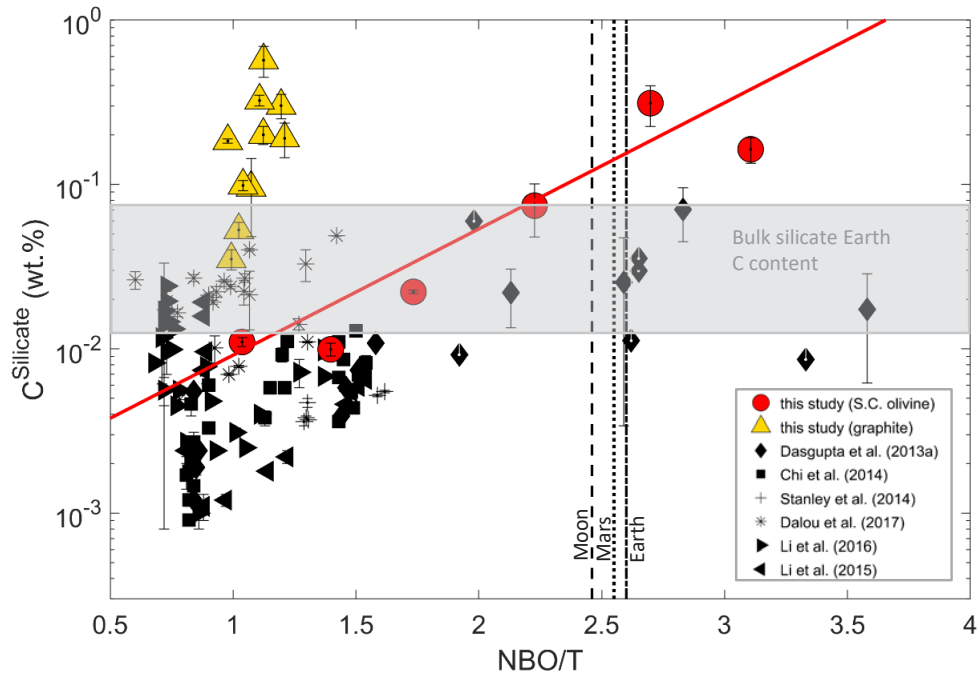 10^0
10^-1
10^-2
10^-3
C^Silicate (wt.%)
Bulk silicate Earth
C content
Moon
Mars
Earth
this study (S.C. olivine)
this study (graphite)
Dasgupta et al. (2013a)
Chi et al. (2014)
Stanley et al. (2014)
Dalou et al. (2017)
Li et al. (2016)
Li et al. (2015)
0.5 1 1.5 2 2.5 3 3.5 4
NBO/T